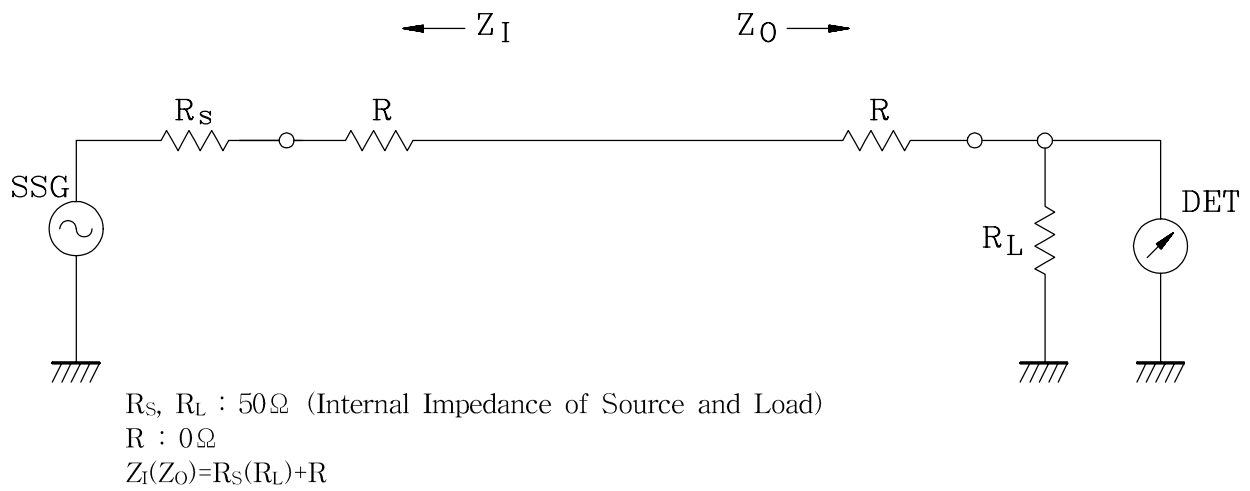 Z_I
Z_O
R_s
R
R
SSG
R_L
DET
R_S, R_L : 50Ω (Internal Impedance of Source and Load)
R : 0Ω
Z_I(Z_O)=R_S(R_L)+R